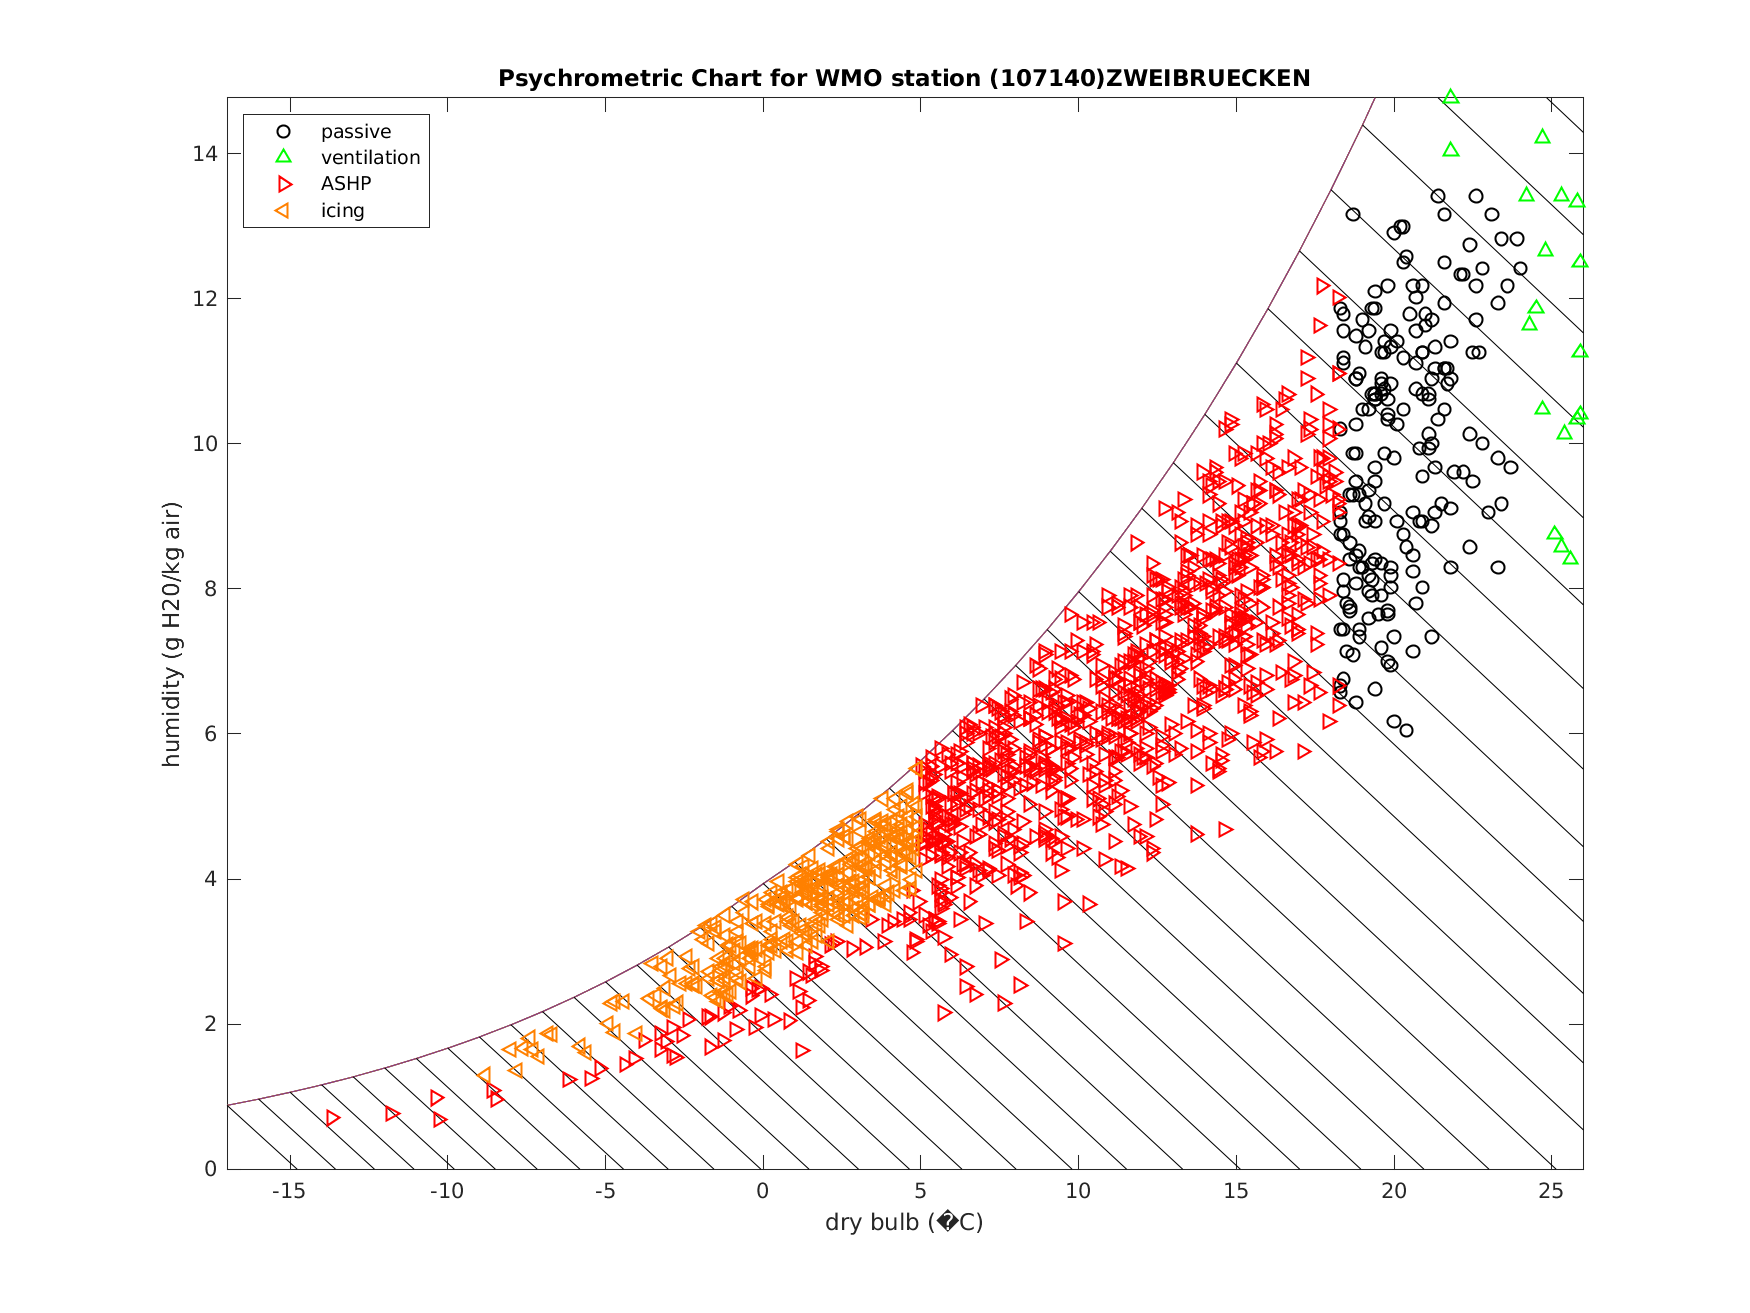 Psychrometric Chart for WMO station (107140)ZWEIBRUECKEN
passive
ventilation
ASHP
icing
humidity (g H20/kg air)
14
12
10
8
6
4
2
0
-15 -10 -5 0 5 10 15 20 25
dry bulb (�C)